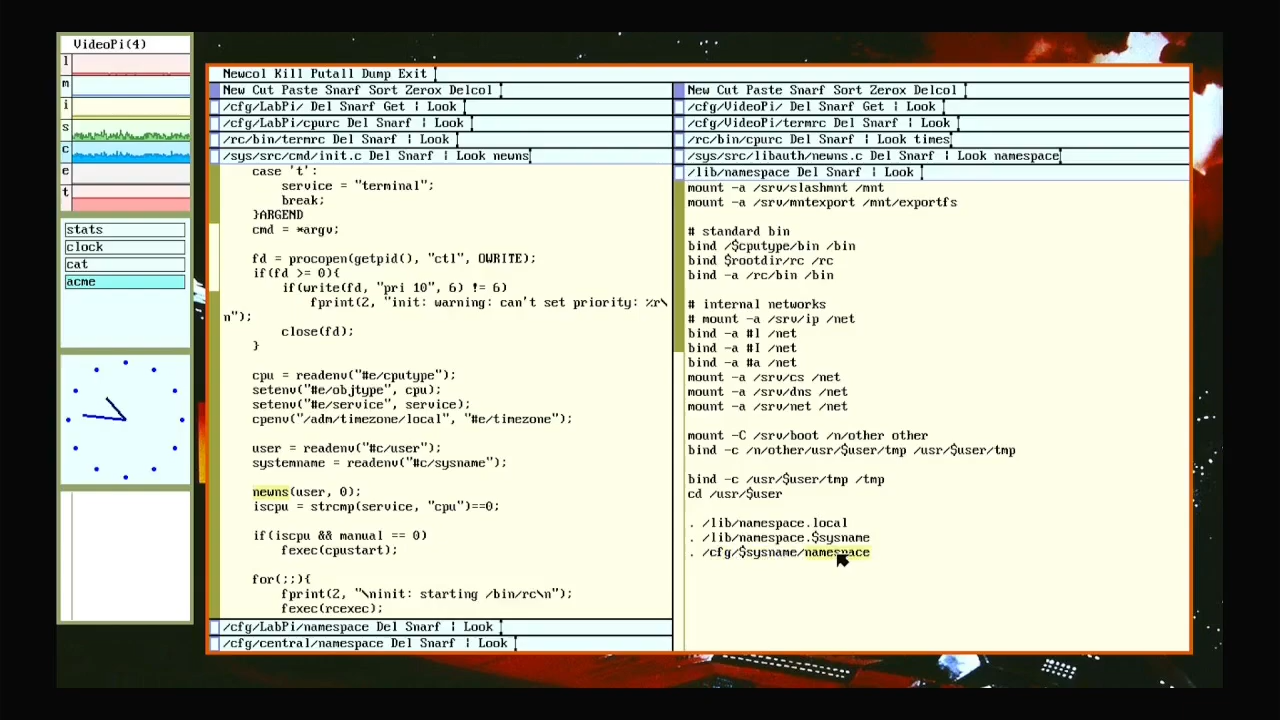 VideoPi(4)
l
m
i
s
c
e
t
stats
clock
cat
acme
Newcol Kill Putall Dump Exit
New Cut Paste Snarf Sort Zerox Delcol
/cfg/LabPi/ Del Snarf Get | Look
/cfg/LabPi/cpurc Del Snarf | Look
/rc/bin/termrc Del Snarf | Look
/sys/src/cmd/init.c Del Snarf | Look newns
case 't':
service = "terminal";
break;
}ARGEND
cmd = *argv;
fd = procopen(getpid(), "ctl", OWRITE);
if(fd >= 0){
if(write(fd, "pri 10", 6) != 6)
fprint(2, "init: warning: can't set priority: %r\
n");
close(fd);
}
cpu = readenv("#e/cputype");
setenv("#e/objtype", cpu);
setenv("#e/service", service);
cpenv("/adm/timezone/local", "#e/timezone");
user = readenv("#c/user");
systemname = readenv("#c/sysname");
newns(user, 0);
iscpu = strcmp(service, "cpu")==0;
if(iscpu && manual == 0)
fexec(cpustart);
for(;;){
fprint(2, "\ninit: starting /bin/rc\n");
fexec(rcexec);
/cfg/LabPi/namespace Del Snarf | Look
/cfg/central/namespace Del Snarf | Look
New Cut Paste Snarf Sort Zerox Delcol
/cfg/VideoPi/ Del Snarf Get | Look
/cfg/VideoPi/termrc Del Snarf | Look
/rc/bin/cpurc Del Snarf | Look times
/sys/src/libauth/newns.c Del Snarf | Look namespace
/lib/namespace Del Snarf | Look
mount -a /srv/slashmnt /mnt
mount -a /srv/mntexport /mnt/exportfs
# standard bin
bind /$cputype/bin /bin
bind $rootdir/rc /rc
bind -a /rc/bin /bin
# internal networks
# mount -a /srv/ip /net
bind -a #l /net
bind -a #I /net
bind -a #a /net
mount -a /srv/cs /net
mount -a /srv/dns /net
mount -a /srv/net /net
mount -C /srv/boot /n/other other
bind -c /n/other/usr/$user/tmp /usr/$user/tmp
bind -c /usr/$user/tmp /tmp
cd /usr/$user
. /lib/namespace.local
. /lib/namespace.$sysname
. /cfg/$sysname/namespace